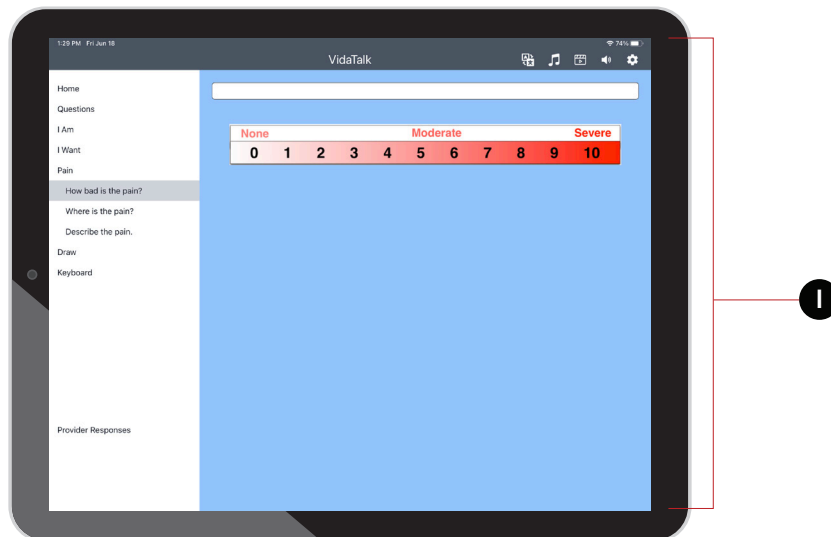 1:29 PM Fri Jun 18
74%
VidaTalk
Home
Questions
I Am
I Want
Pain
How bad is the pain?
Where is the pain?
Describe the pain.
Draw
Keyboard
Provider Responses
None Moderate Severe
0 1 2 3 4 5 6 7 8 9 10
I